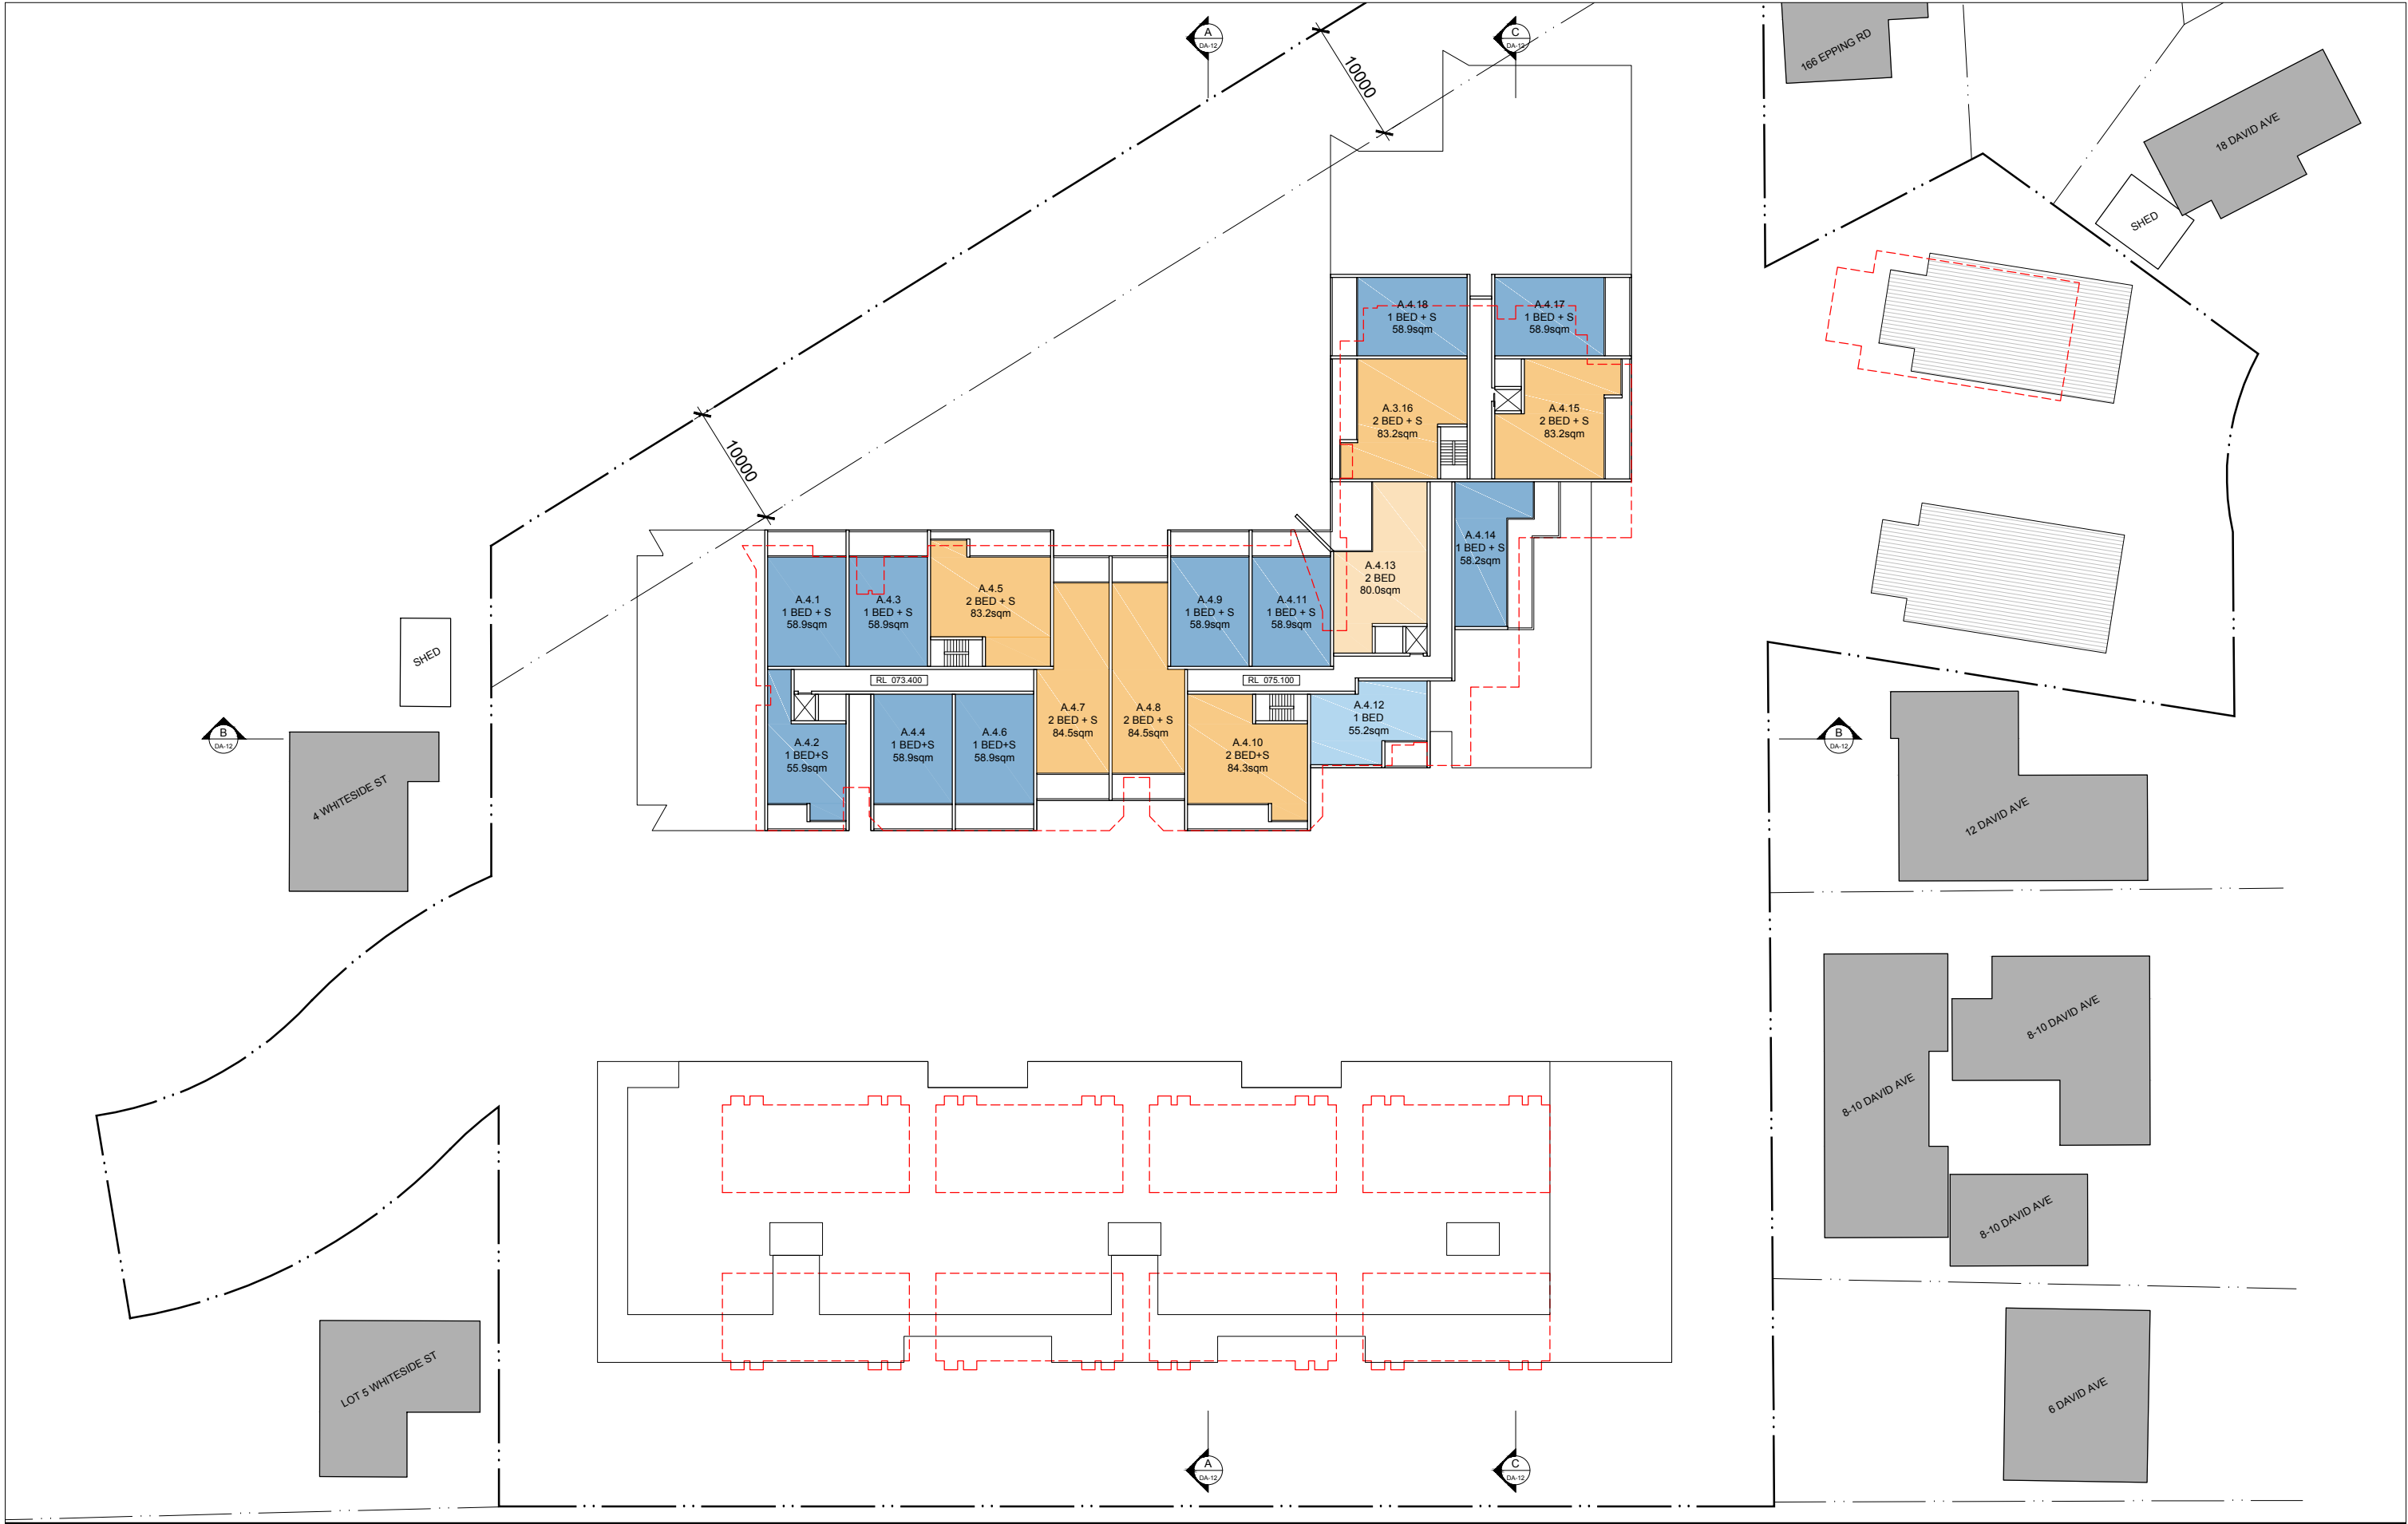 A
DA-12
C
DA-12
166 EPPING RD
10000
18 DAVID AVE
SHED
A.4.18
1 BED + S
58.9sqm
A.4.17
1 BED + S
58.9sqm
A.3.16
2 BED + S
83.2sqm
A.4.15
2 BED + S
83.2sqm
10000
A.4.14
1 BED + S
58.2sqm
A.4.13
2 BED
80.0sqm
A.4.1
1 BED + S
58.9sqm
A.4.3
1 BED + S
58.9sqm
A.4.5
2 BED + S
83.2sqm
A.4.9
1 BED + S
58.9sqm
A.4.11
1 BED + S
58.9sqm
SHED
RL 073.400
RL 075.100
A.4.2
1 BED+S
55.9sqm
A.4.4
1 BED+S
58.9sqm
A.4.6
1 BED+S
58.9sqm
A.4.7
2 BED + S
84.5sqm
A.4.8
2 BED + S
84.5sqm
A.4.10
2 BED+S
84.3sqm
A.4.12
1 BED
55.2sqm
B
DA-12
B
DA-12
4 WHITESIDE ST
12 DAVID AVE
8-10 DAVID AVE
8-10 DAVID AVE
8-10 DAVID AVE
LOT 5 WHITESIDE ST
6 DAVID AVE
A
DA-12
C
DA-12